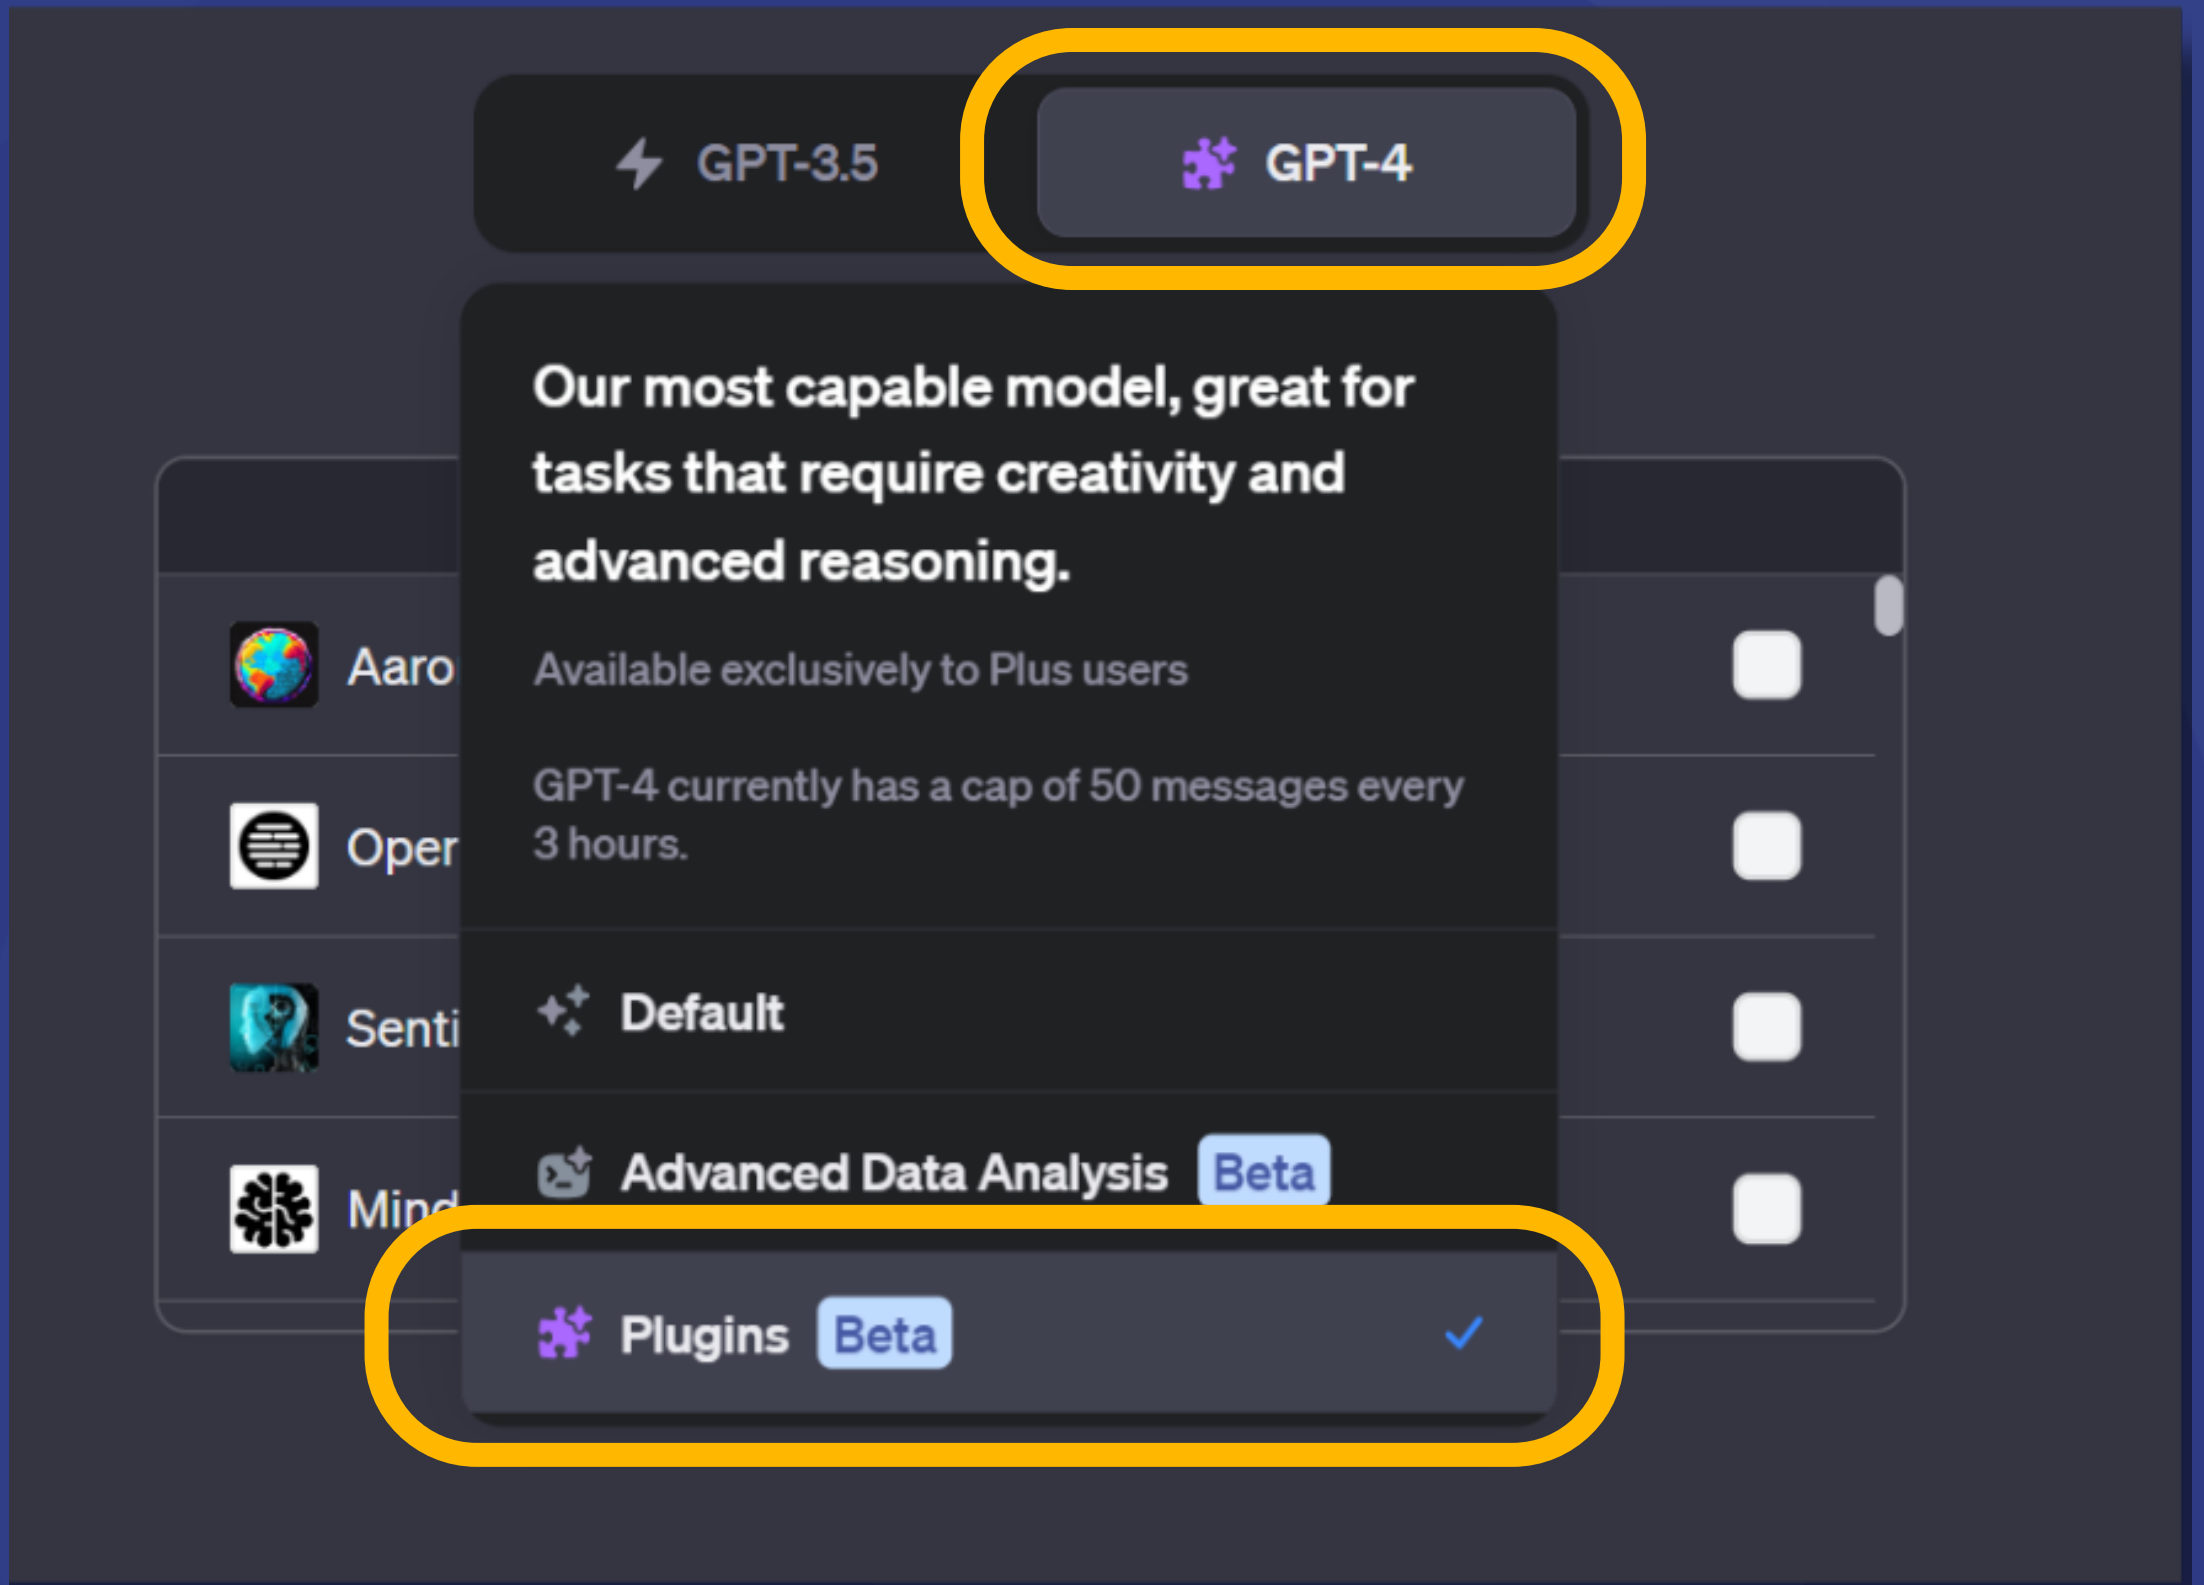 GPT-3.5
GPT-4
Our most capable model, great for
tasks that require creativity and
advanced reasoning.
Available exclusively to Plus users
GPT-4 currently has a cap of 50 messages every
3 hours.
Default
Advanced Data Analysis Beta
Plugins Beta
Aaro
Oper
Senti
Mind